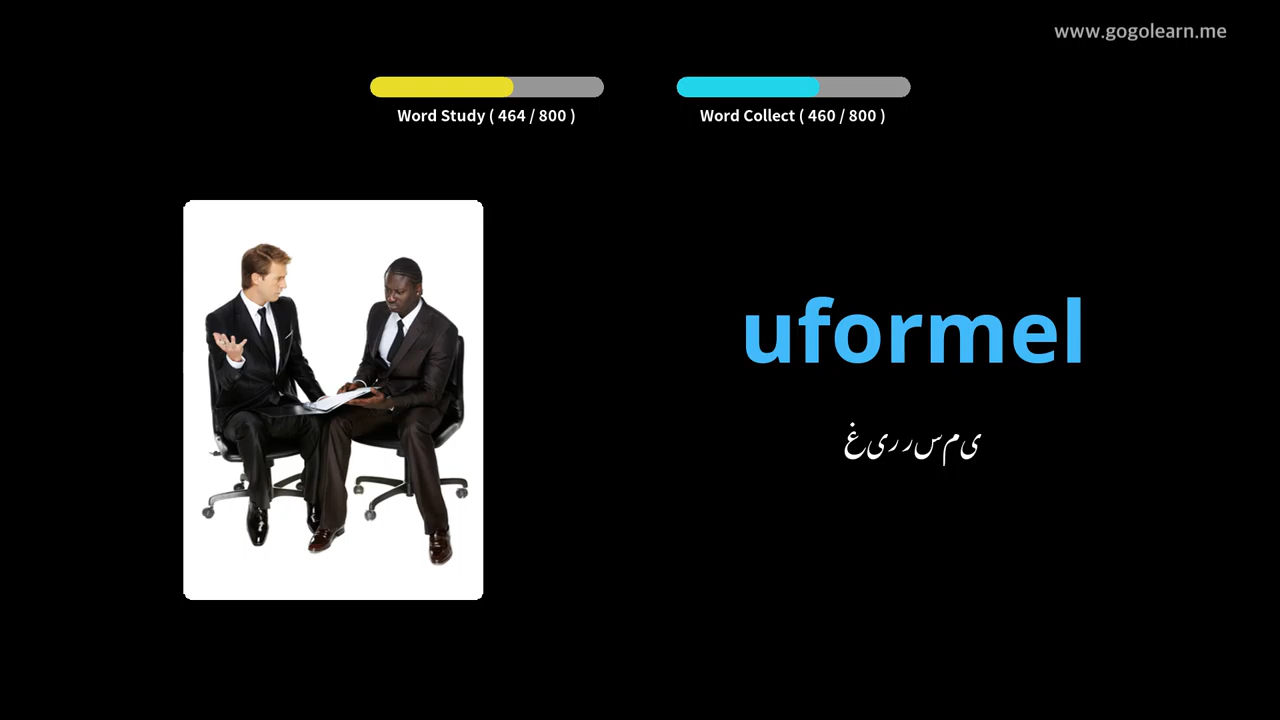 www.gogolearn.me
Word Study ( 464 / 800 )
Word Collect ( 460 / 800 )
uformel
غیر رسمی